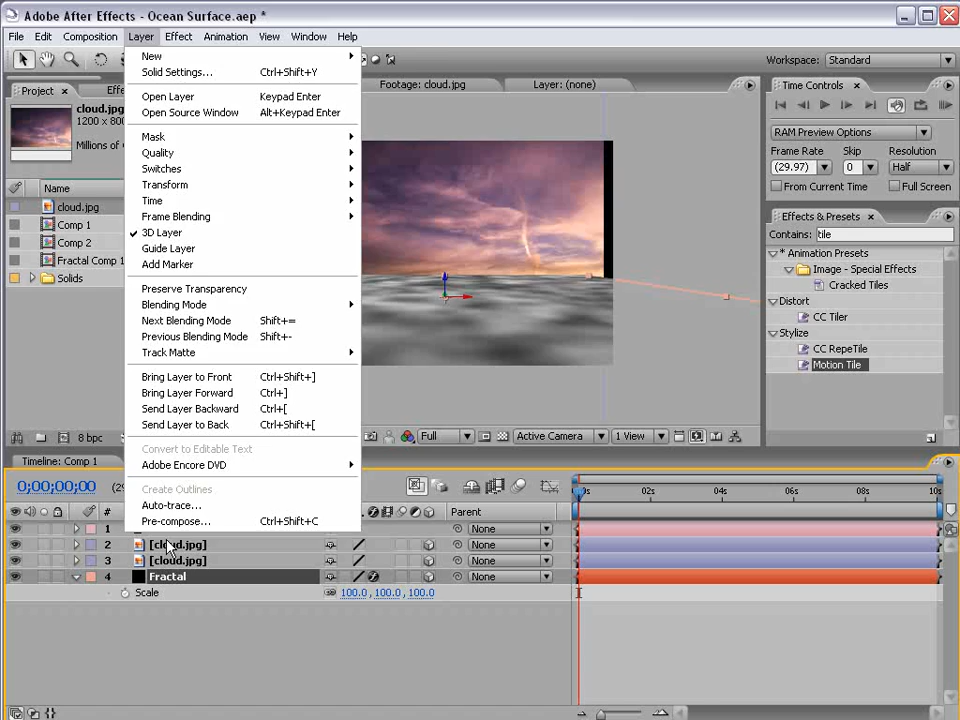 Adobe After Effects - Ocean Surface.aep *
File Edit Composition Layer Effect Animation View Window Help
Workspace: Standard
Project
Footage: cloud.jpg Layer: (none)
Time Controls
cloud.jpg
1200 x 800
Millions of
RAM Preview Options
Frame Rate Skip Resolution
(29.97) 0 Half
From Current Time Full Screen
Name
cloud.jpg
Comp 1
Comp 2
Fractal Comp 1
Solids
Effects & Presets
Contains: tile
* Animation Presets
Image - Special Effects
Cracked Tiles
Distort
CC Tiler
Stylize
CC RepeTile
Motion Tile
New
Solid Settings... Ctrl+Shift+Y
Open Layer Keypad Enter
Open Source Window Alt+Keypad Enter
Mask
Quality
Switches
Transform
Time
Frame Blending
3D Layer
Guide Layer
Add Marker
Preserve Transparency
Blending Mode
Next Blending Mode Shift+=
Previous Blending Mode Shift+-
Track Matte
Bring Layer to Front Ctrl+Shift+]
Bring Layer Forward Ctrl+]
Send Layer Backward Ctrl+[
Send Layer to Back Ctrl+Shift+[
Convert to Editable Text
Adobe Encore DVD
Create Outlines
Auto-trace...
Pre-compose... Ctrl+Shift+C
8 bpc
Full Active Camera 1 View
Timeline: Comp 1
0;00;00;00
02s 04s 06s 08s 10s
# Parent
1 None
2 [cloud.jpg] None
3 [cloud.jpg] None
4 Fractal None
Scale 100.0, 100.0, 100.0